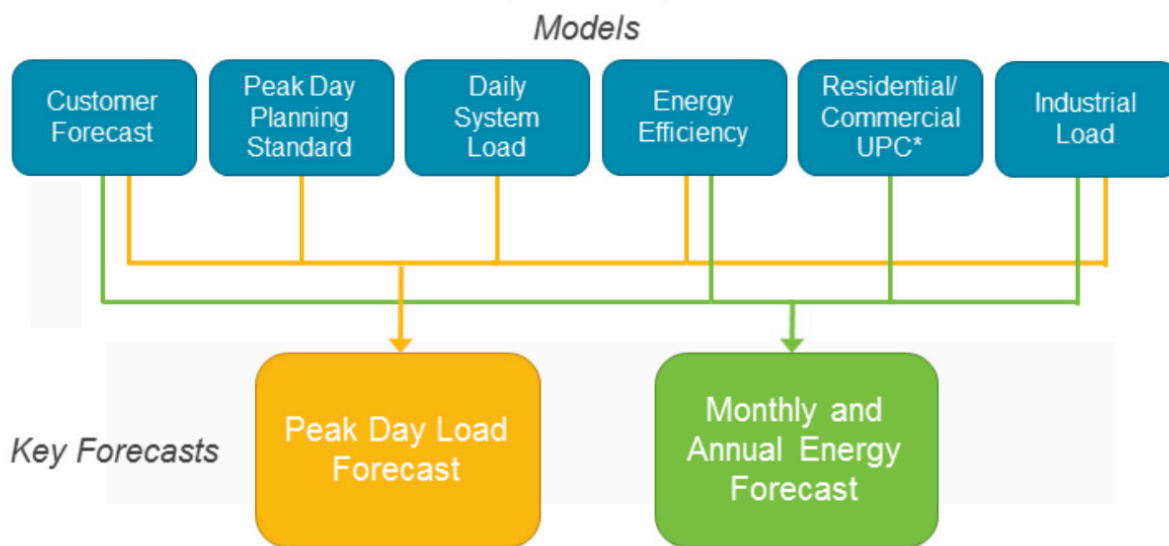 Models
Customer
Forecast
Peak Day
Planning
Standard
Daily
System
Load
Energy
Efficiency
Residential/
Commercial
UPC*
Industrial
Load
Key Forecasts
Peak Day Load
Forecast
Monthly and
Annual Energy
Forecast